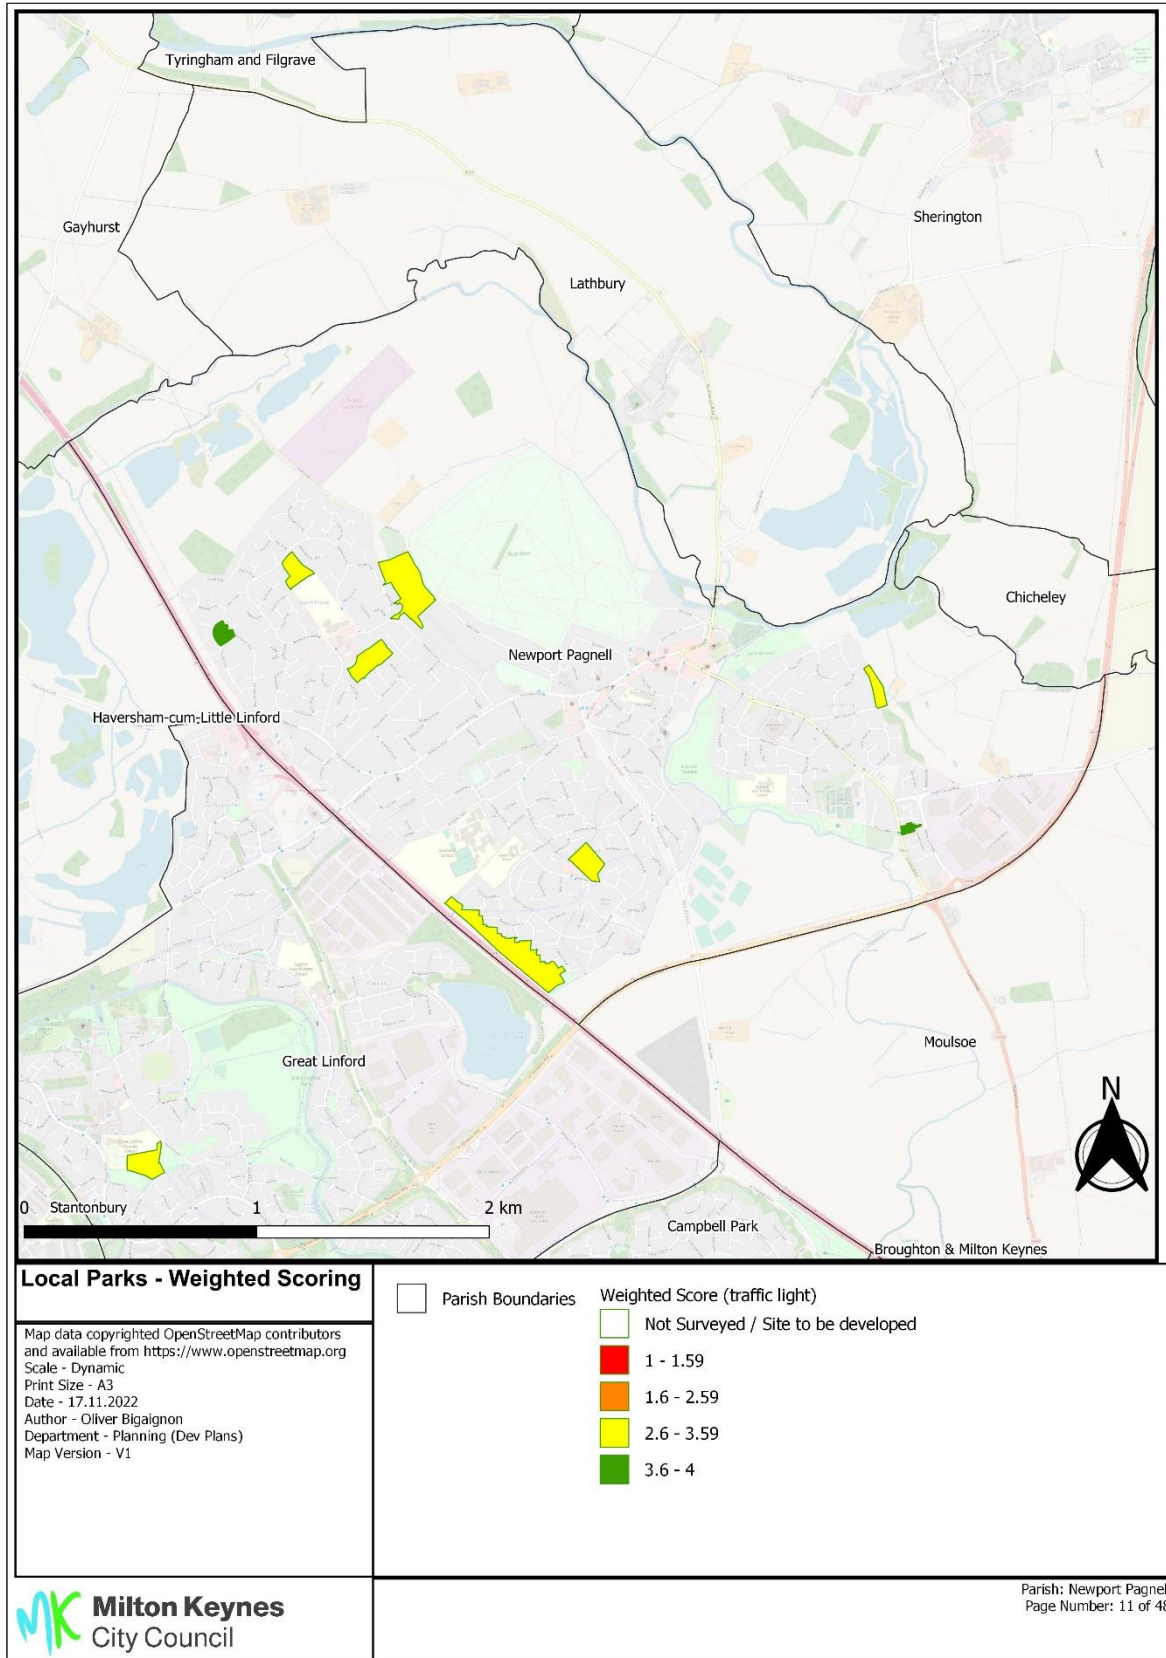 Tyringham and Filgrave
Gayhurst
Sherington
Lathbury
Chicheley
Newport Pagnell
Haversham-cum-Little Linford
Moulsoe
Great Linford
N
0 Stantonbury 1 2 km
Campbell Park
Broughton & Milton Keynes
Local Parks - Weighted Scoring
Map data copyrighted OpenStreetMap contributors
and available from https://www.openstreetmap.org
Scale - Dynamic
Print Size - A3
Date - 17.11.2022
Author - Oliver Bigaignon
Department - Planning (Dev Plans)
Map Version - V1
Parish Boundaries
Weighted Score (traffic light)
Not Surveyed / Site to be developed
1 - 1.59
1.6 - 2.59
2.6 - 3.59
3.6 - 4
MK Milton Keynes
City Council
Parish: Newport Pagnell
Page Number: 11 of 48